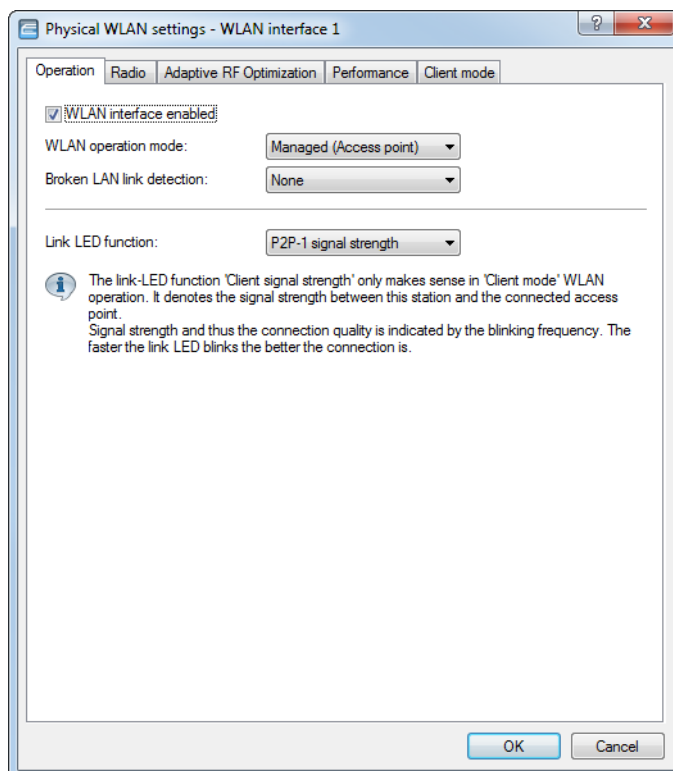 Physical WLAN settings - WLAN interface 1
? X
Operation Radio Adaptive RF Optimization Performance Client mode
WLAN interface enabled
WLAN operation mode: Managed (Access point)
Broken LAN link detection: None
Link LED function: P2P-1 signal strength
The link-LED function 'Client signal strength' only makes sense in 'Client mode' WLAN
operation. It denotes the signal strength between this station and the connected access
point.
Signal strength and thus the connection quality is indicated by the blinking frequency. The
faster the link LED blinks the better the connection is.
OK Cancel